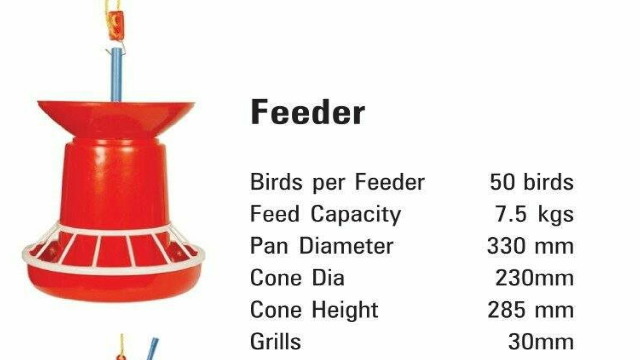 Feeder
Birds per Feeder 50 birds
Feed Capacity 7.5 kgs
Pan Diameter 330 mm
Cone Dia 230mm
Cone Height 285 mm
Grills 30mm